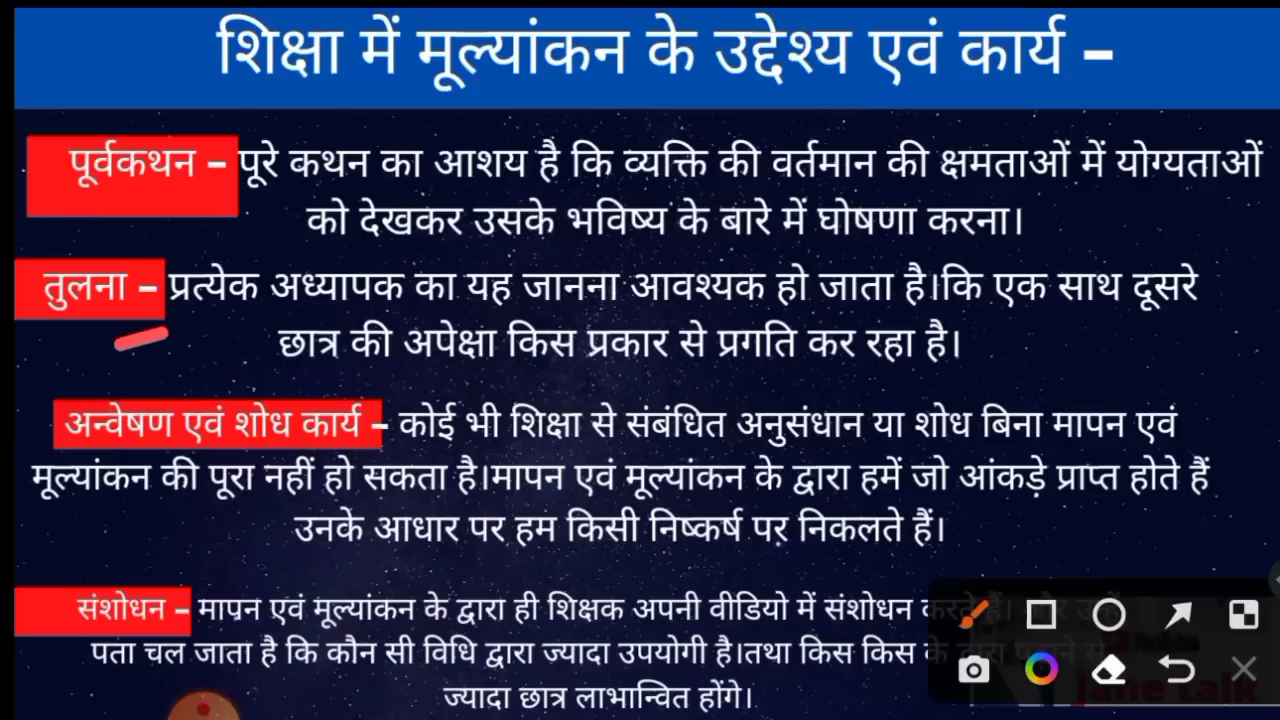 शिक्षा में मूल्यांकन के उद्देश्य एवं कार्य –
पूर्वकथन – पूरे कथन का आशय है कि व्यक्ति की वर्तमान की क्षमताओं में योग्यताओं
को देखकर उसके भविष्य के बारे में घोषणा करना।
तुलना – प्रत्येक अध्यापक का यह जानना आवश्यक हो जाता है।कि एक साथ दूसरे
छात्र की अपेक्षा किस प्रकार से प्रगति कर रहा है।
अन्वेषण एवं शोध कार्य – कोई भी शिक्षा से संबंधित अनुसंधान या शोध बिना मापन एवं
मूल्यांकन की पूरा नहीं हो सकता है।मापन एवं मूल्यांकन के द्वारा हमें जो आंकड़े प्राप्त होते हैं
उनके आधार पर हम किसी निष्कर्ष पर निकलते हैं।
संशोधन – मापन एवं मूल्यांकन के द्वारा ही शिक्षक अपनी वीडियो में संशोधन करते हैं।
पता चल जाता है कि कौन सी विधि द्वारा ज्यादा उपयोगी है।तथा किस किस के द्वारा
ज्यादा छात्र लाभान्वित होंगे।